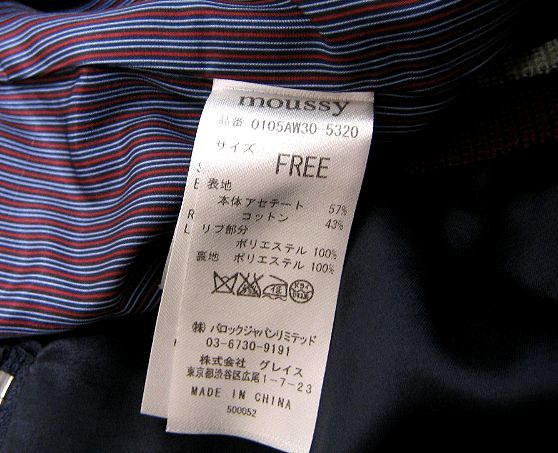 moussy
品番 0105AW30-5320
サイズ
FREE
表地
本体アセテート 57%
コットン 43%
リブ部分
ポリエステル 100%
裏地 ポリエステル 100%
㈱ バロックジャパンリミテッド
03-6730-9191
株式会社 グレイス
東京都渋谷区広尾1-7-23
MADE IN CHINA
500052